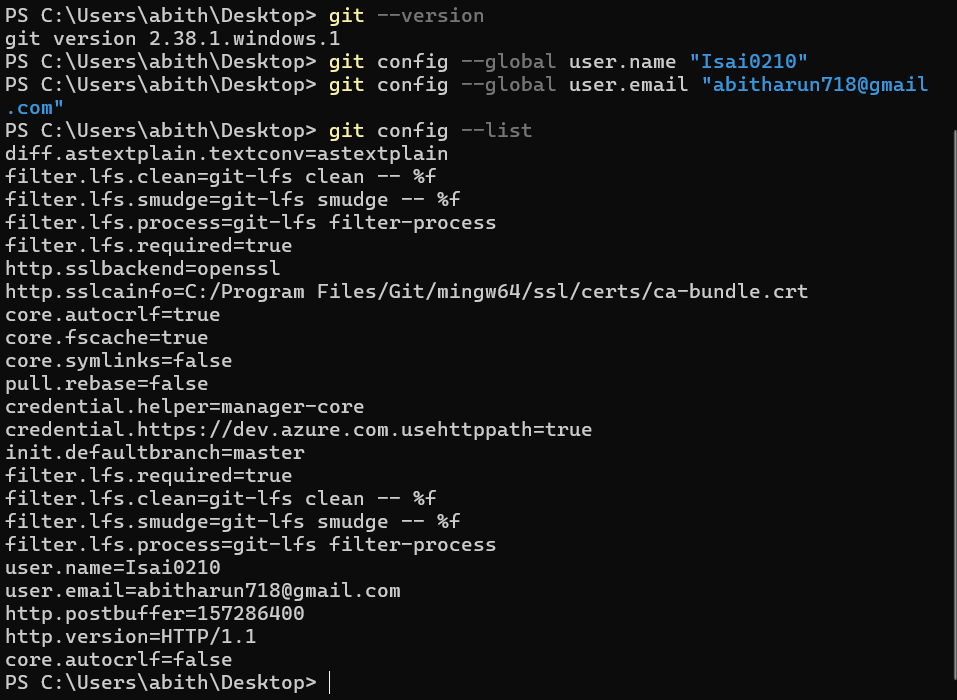 PS C:\Users\abith\Desktop> git --version
git version 2.38.1.windows.1
PS C:\Users\abith\Desktop> git config --global user.name "Isai0210"
PS C:\Users\abith\Desktop> git config --global user.email "abitharun718@gmail
.com"
PS C:\Users\abith\Desktop> git config --list
diff.astextplain.textconv=astextplain
filter.lfs.clean=git-lfs clean -- %f
filter.lfs.smudge=git-lfs smudge -- %f
filter.lfs.process=git-lfs filter-process
filter.lfs.required=true
http.sslbackend=openssl
http.sslcainfo=C:/Program Files/Git/mingw64/ssl/certs/ca-bundle.crt
core.autocrlf=true
core.fscache=true
core.symlinks=false
pull.rebase=false
credential.helper=manager-core
credential.https://dev.azure.com.usehttppath=true
init.defaultbranch=master
filter.lfs.required=true
filter.lfs.clean=git-lfs clean -- %f
filter.lfs.smudge=git-lfs smudge -- %f
filter.lfs.process=git-lfs filter-process
user.name=Isai0210
user.email=abitharun718@gmail.com
http.postbuffer=157286400
http.version=HTTP/1.1
core.autocrlf=false
PS C:\Users\abith\Desktop>